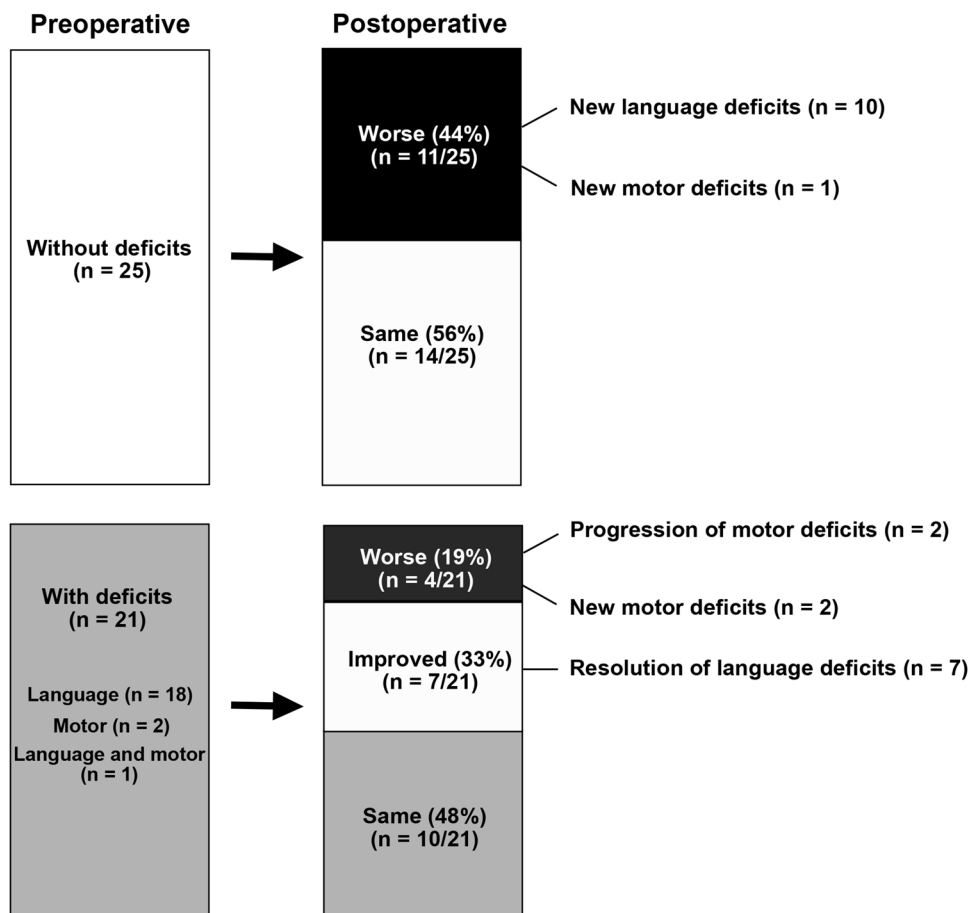 Preoperative
Postoperative
Without deficits
(n = 25)
Worse (44%)
(n = 11/25)
New language deficits (n = 10)
New motor deficits (n = 1)
Same (56%)
(n = 14/25)
With deficits
(n = 21)
Language (n = 18)
Motor (n = 2)
Language and motor
(n = 1)
Worse (19%)
(n = 4/21)
Progression of motor deficits (n = 2)
New motor deficits (n = 2)
Improved (33%)
(n = 7/21)
Resolution of language deficits (n = 7)
Same (48%)
(n = 10/21)